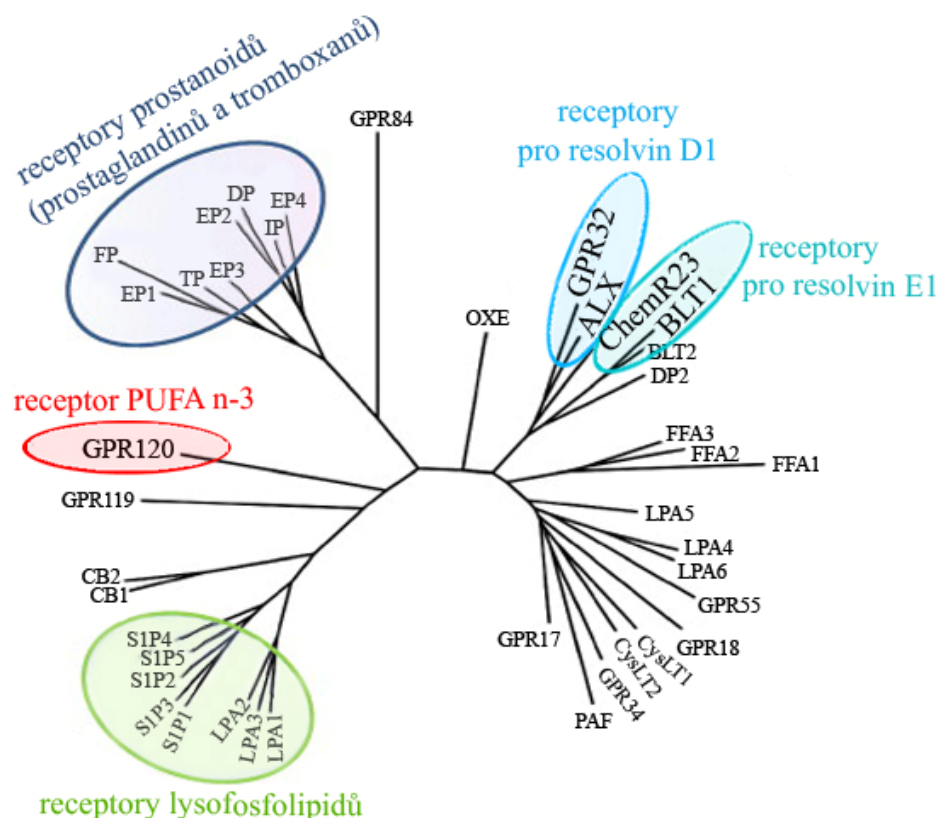 receptory prostanoidů
(prostaglandinů a tromboxanů)
GPR84
receptory
pro resolvin D1
receptory
pro resolvin E1
GPR32
ALX
ChemR23
BLT1
BLT2
DP2
OXE
DP
EP2
EP4
IP
FP
TP
EP3
EP1
receptor PUFA n-3
GPR120
GPR119
FFA3
FFA2
FFA1
LPA5
LPA4
LPA6
GPR55
GPR18
CysLT1
CysLT2
GPR34
PAF
GPR17
CB2
CB1
S1P4
S1P5
S1P2
S1P3
S1P1
LPA2
LPA3
LPA1
receptory lysofosfolipidů